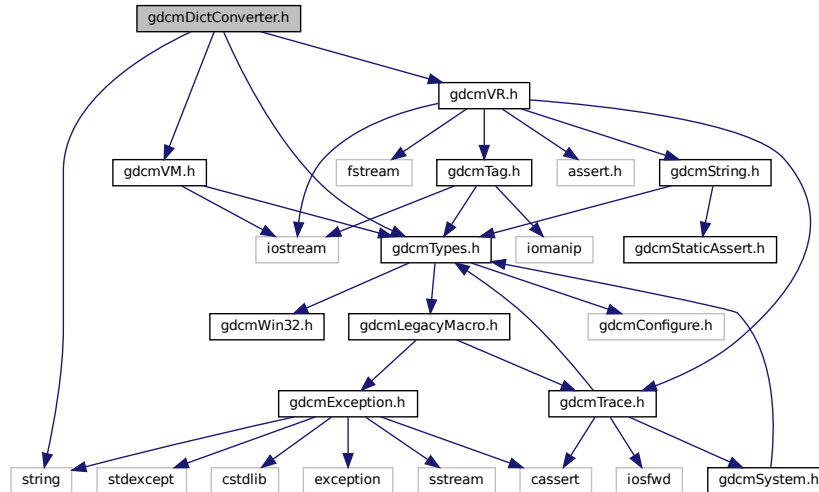 gdcmDictConverter.h
gdcmVR.h
gdcmVM.h
fstream
gdcmTag.h
assert.h
gdcmString.h
iostream
gdcmTypes.h
iomanip
gdcmStaticAssert.h
gdcmWin32.h
gdcmLegacyMacro.h
gdcmConfigure.h
gdcmException.h
gdcmTrace.h
string
stdexcept
cstdlib
exception
sstream
cassert
iosfwd
gdcmSystem.h